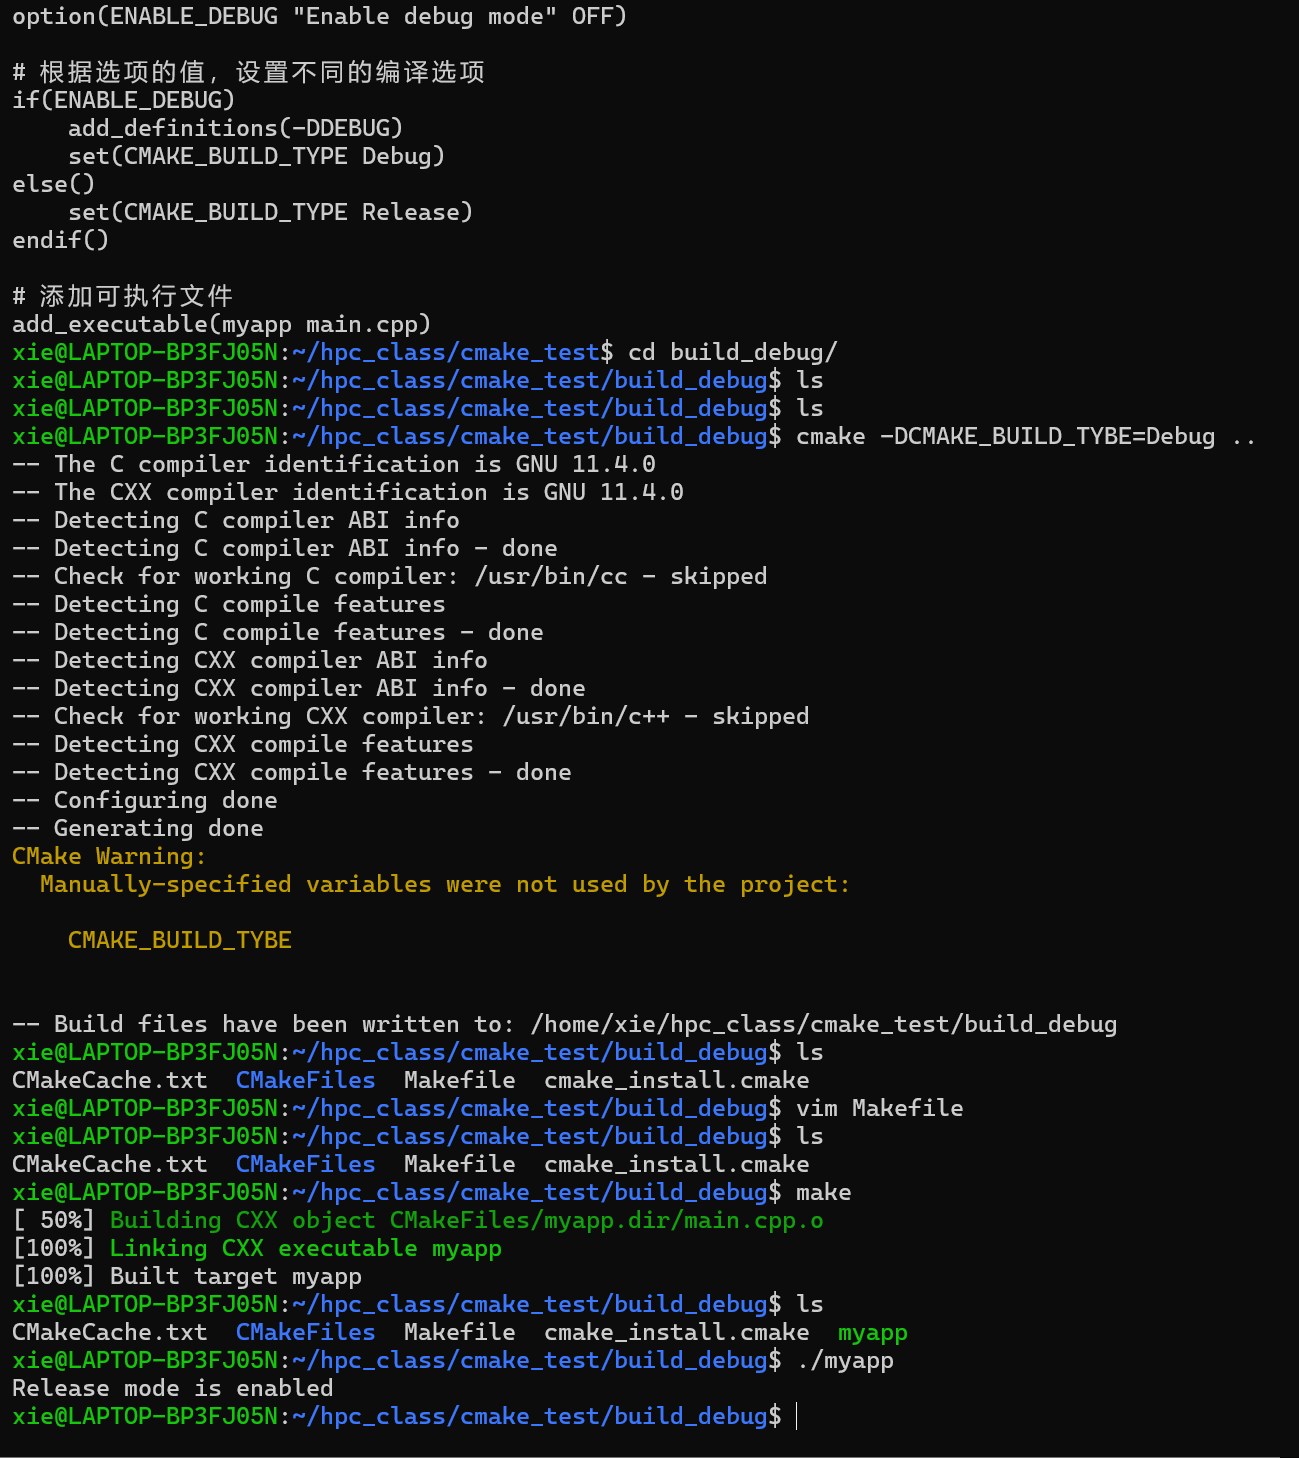 option(ENABLE_DEBUG "Enable debug mode" OFF)
# 根据选项的值，设置不同的编译选项
if(ENABLE_DEBUG)
    add_definitions(-DDEBUG)
    set(CMAKE_BUILD_TYPE Debug)
else()
    set(CMAKE_BUILD_TYPE Release)
endif()
# 添加可执行文件
add_executable(myapp main.cpp)
xie@LAPTOP-BP3FJ05N:~/hpc_class/cmake_test$ cd build_debug/
xie@LAPTOP-BP3FJ05N:~/hpc_class/cmake_test/build_debug$ ls
xie@LAPTOP-BP3FJ05N:~/hpc_class/cmake_test/build_debug$ ls
xie@LAPTOP-BP3FJ05N:~/hpc_class/cmake_test/build_debug$ cmake -DCMAKE_BUILD_TYBE=Debug ..
-- The C compiler identification is GNU 11.4.0
-- The CXX compiler identification is GNU 11.4.0
-- Detecting C compiler ABI info
-- Detecting C compiler ABI info - done
-- Check for working C compiler: /usr/bin/cc - skipped
-- Detecting C compile features
-- Detecting C compile features - done
-- Detecting CXX compiler ABI info
-- Detecting CXX compiler ABI info - done
-- Check for working CXX compiler: /usr/bin/c++ - skipped
-- Detecting CXX compile features
-- Detecting CXX compile features - done
-- Configuring done
-- Generating done
CMake Warning:
  Manually-specified variables were not used by the project:
    CMAKE_BUILD_TYBE
-- Build files have been written to: /home/xie/hpc_class/cmake_test/build_debug
xie@LAPTOP-BP3FJ05N:~/hpc_class/cmake_test/build_debug$ ls
CMakeCache.txt  CMakeFiles  Makefile  cmake_install.cmake
xie@LAPTOP-BP3FJ05N:~/hpc_class/cmake_test/build_debug$ vim Makefile
xie@LAPTOP-BP3FJ05N:~/hpc_class/cmake_test/build_debug$ ls
CMakeCache.txt  CMakeFiles  Makefile  cmake_install.cmake
xie@LAPTOP-BP3FJ05N:~/hpc_class/cmake_test/build_debug$ make
[ 50%] Building CXX object CMakeFiles/myapp.dir/main.cpp.o
[100%] Linking CXX executable myapp
[100%] Built target myapp
xie@LAPTOP-BP3FJ05N:~/hpc_class/cmake_test/build_debug$ ls
CMakeCache.txt  CMakeFiles  Makefile  cmake_install.cmake  myapp
xie@LAPTOP-BP3FJ05N:~/hpc_class/cmake_test/build_debug$ ./myapp
Release mode is enabled
xie@LAPTOP-BP3FJ05N:~/hpc_class/cmake_test/build_debug$